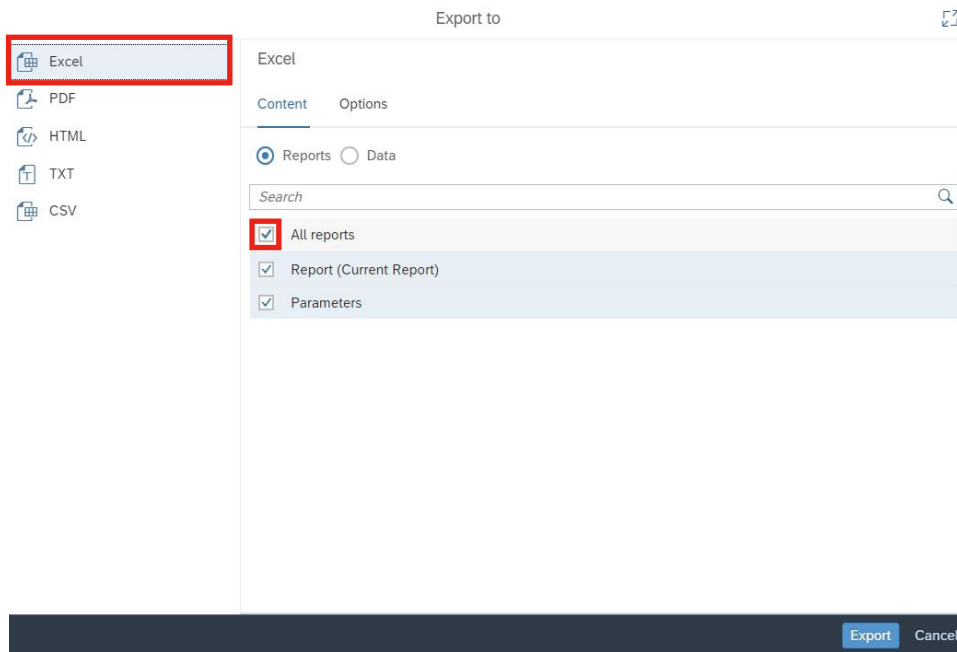 Export to
Excel
PDF
HTML
TXT
CSV
Excel
Content Options
Reports Data
Search
All reports
Report (Current Report)
Parameters
Export Cancel